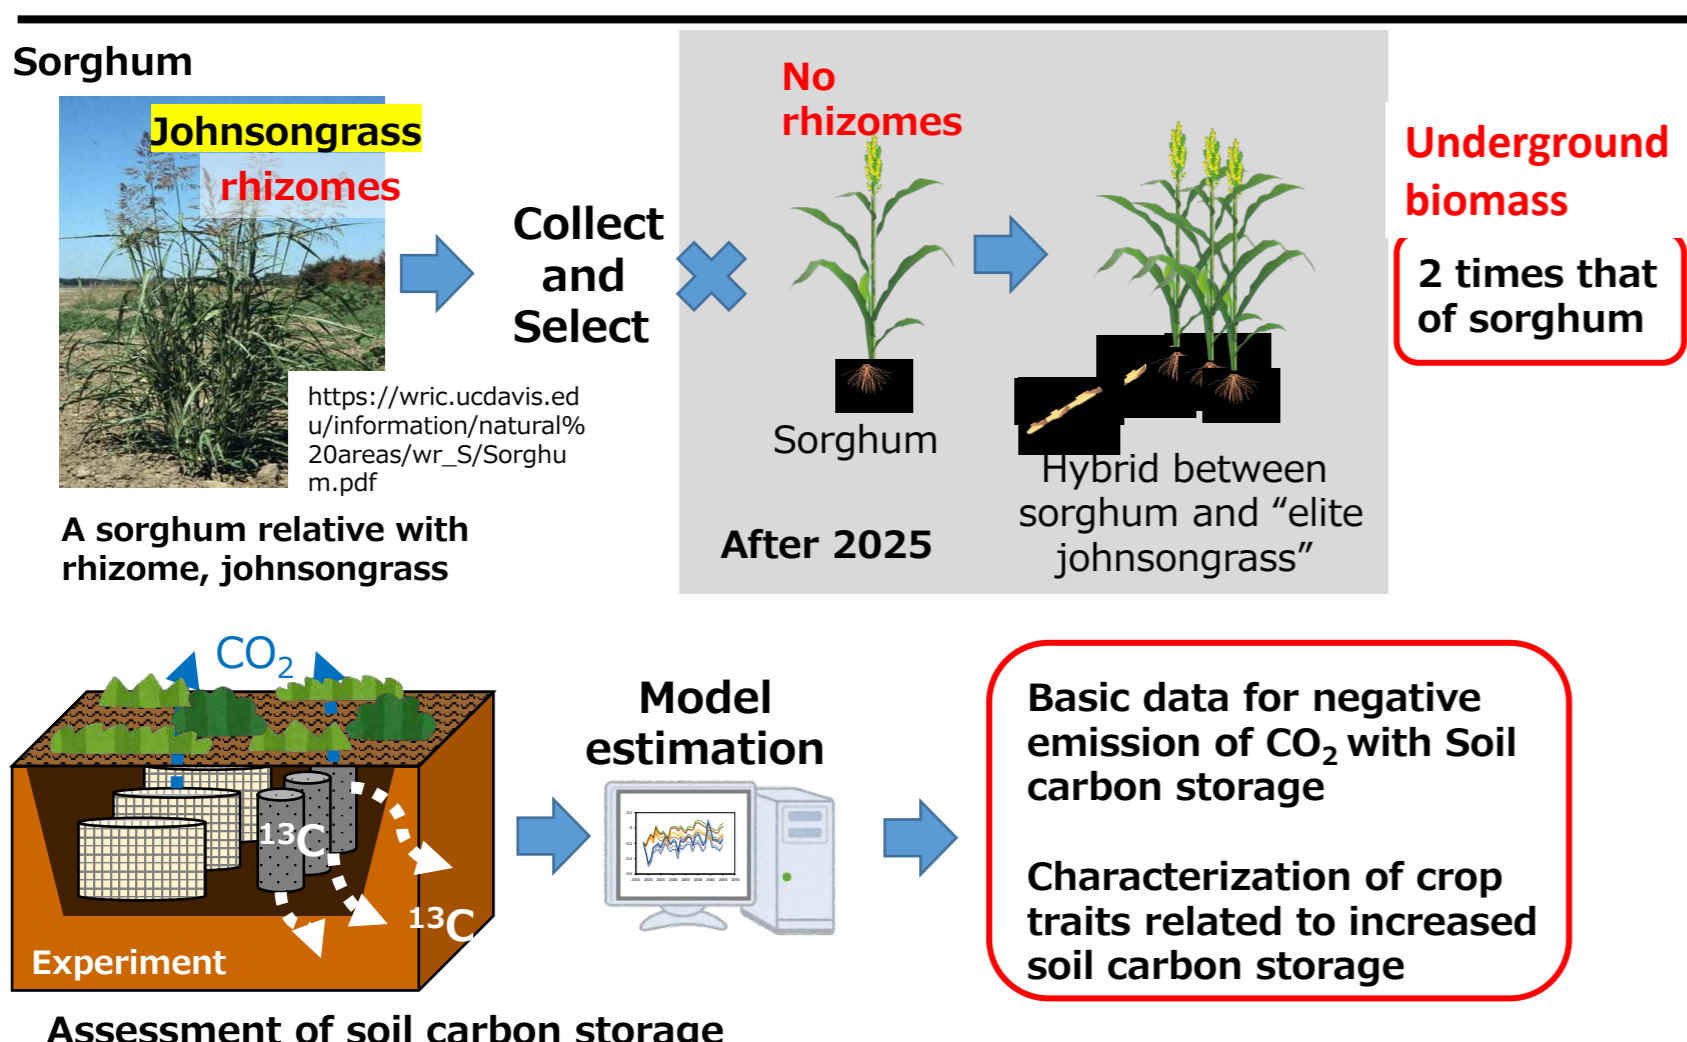 Sorghum
Johnsongrass
rhizomes
Collect
and
Select
https://wric.ucdavis.ed
u/information/natural%
20areas/wr_S/Sorghu
m.pdf
A sorghum relative with
rhizome, johnsongrass
No
rhizomes
Sorghum
After 2025
Hybrid between
sorghum and “elite
johnsongrass”
Underground
biomass
2 times that
of sorghum
CO₂
¹³C
¹³C
Experiment
Model
estimation
Basic data for negative
emission of CO₂ with Soil
carbon storage
Characterization of crop
traits related to increased
soil carbon storage
Assessment of soil carbon storage